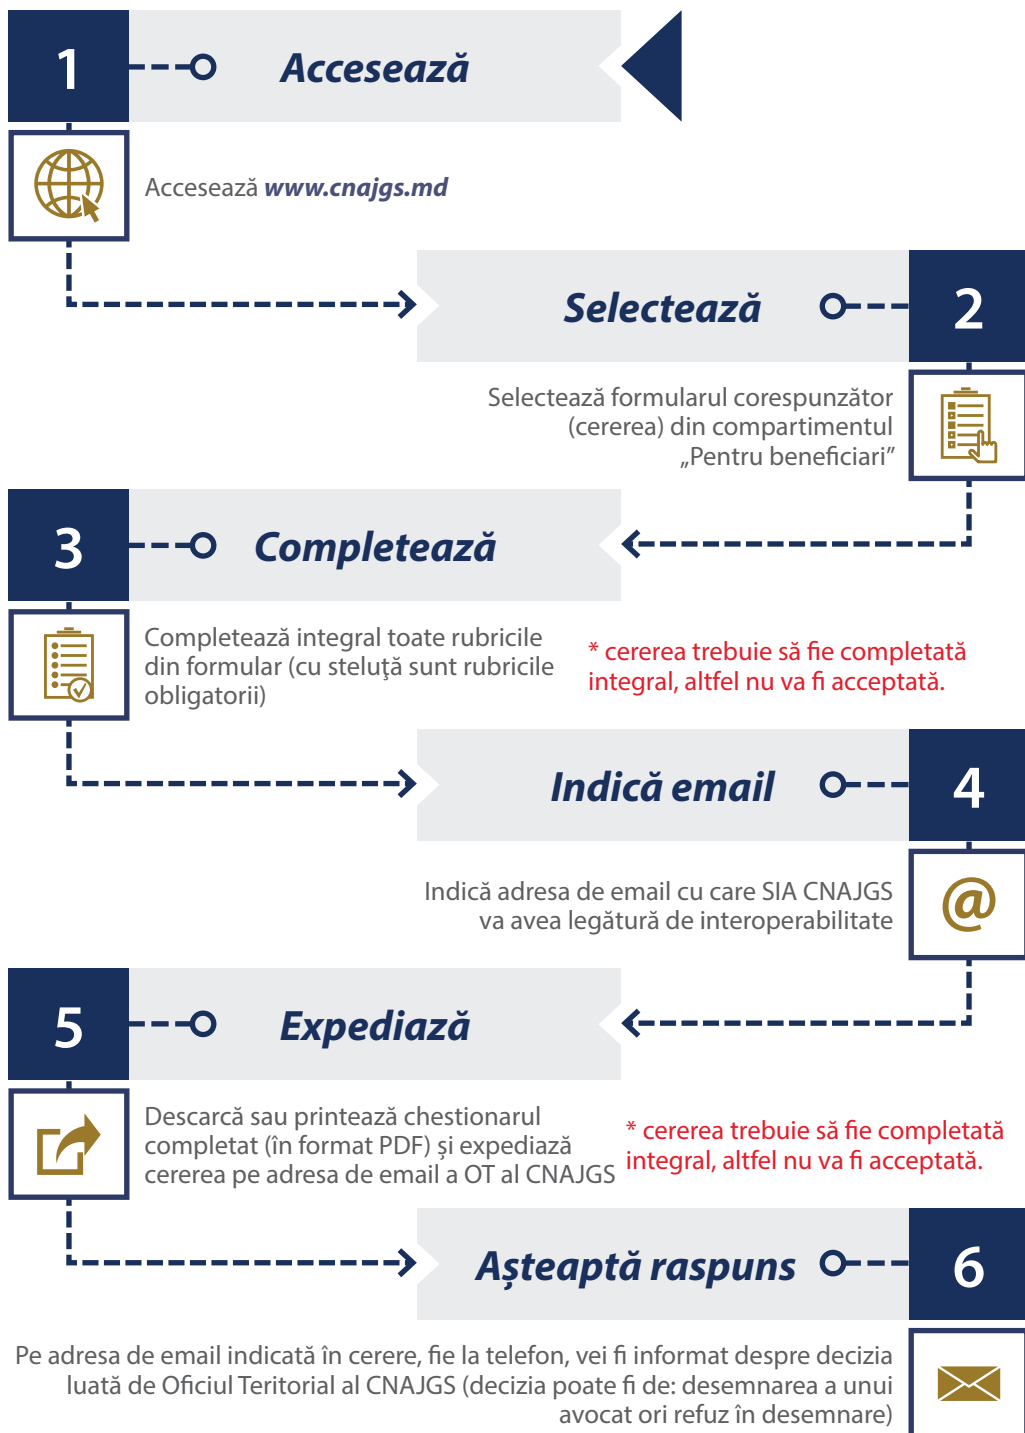 1
Accesează
Accesează www.cnajgs.md
Selectează
2
Selectează formularul corespunzător
(cererea) din compartimentul
„Pentru beneficiari”
3
Completează
Completează integral toate rubricile
din formular (cu steluţă sunt rubricile
obligatorii)
* cererea trebuie să fie completată
integral, altfel nu va fi acceptată.
Indică email
4
Indică adresa de email cu care SIA CNAJGS
va avea legătură de interoperabilitate
@
5
Expediază
Descarcă sau printează chestionarul
completat (în format PDF) și expediază
cererea pe adresa de email a OT al CNAJGS
* cererea trebuie să fie completată
integral, altfel nu va fi acceptată.
Așteaptă raspuns
6
Pe adresa de email indicată în cerere, fie la telefon, vei fi informat despre decizia
luată de Oficiul Teritorial al CNAJGS (decizia poate fi de: desemnarea a unui
avocat ori refuz în desemnare)